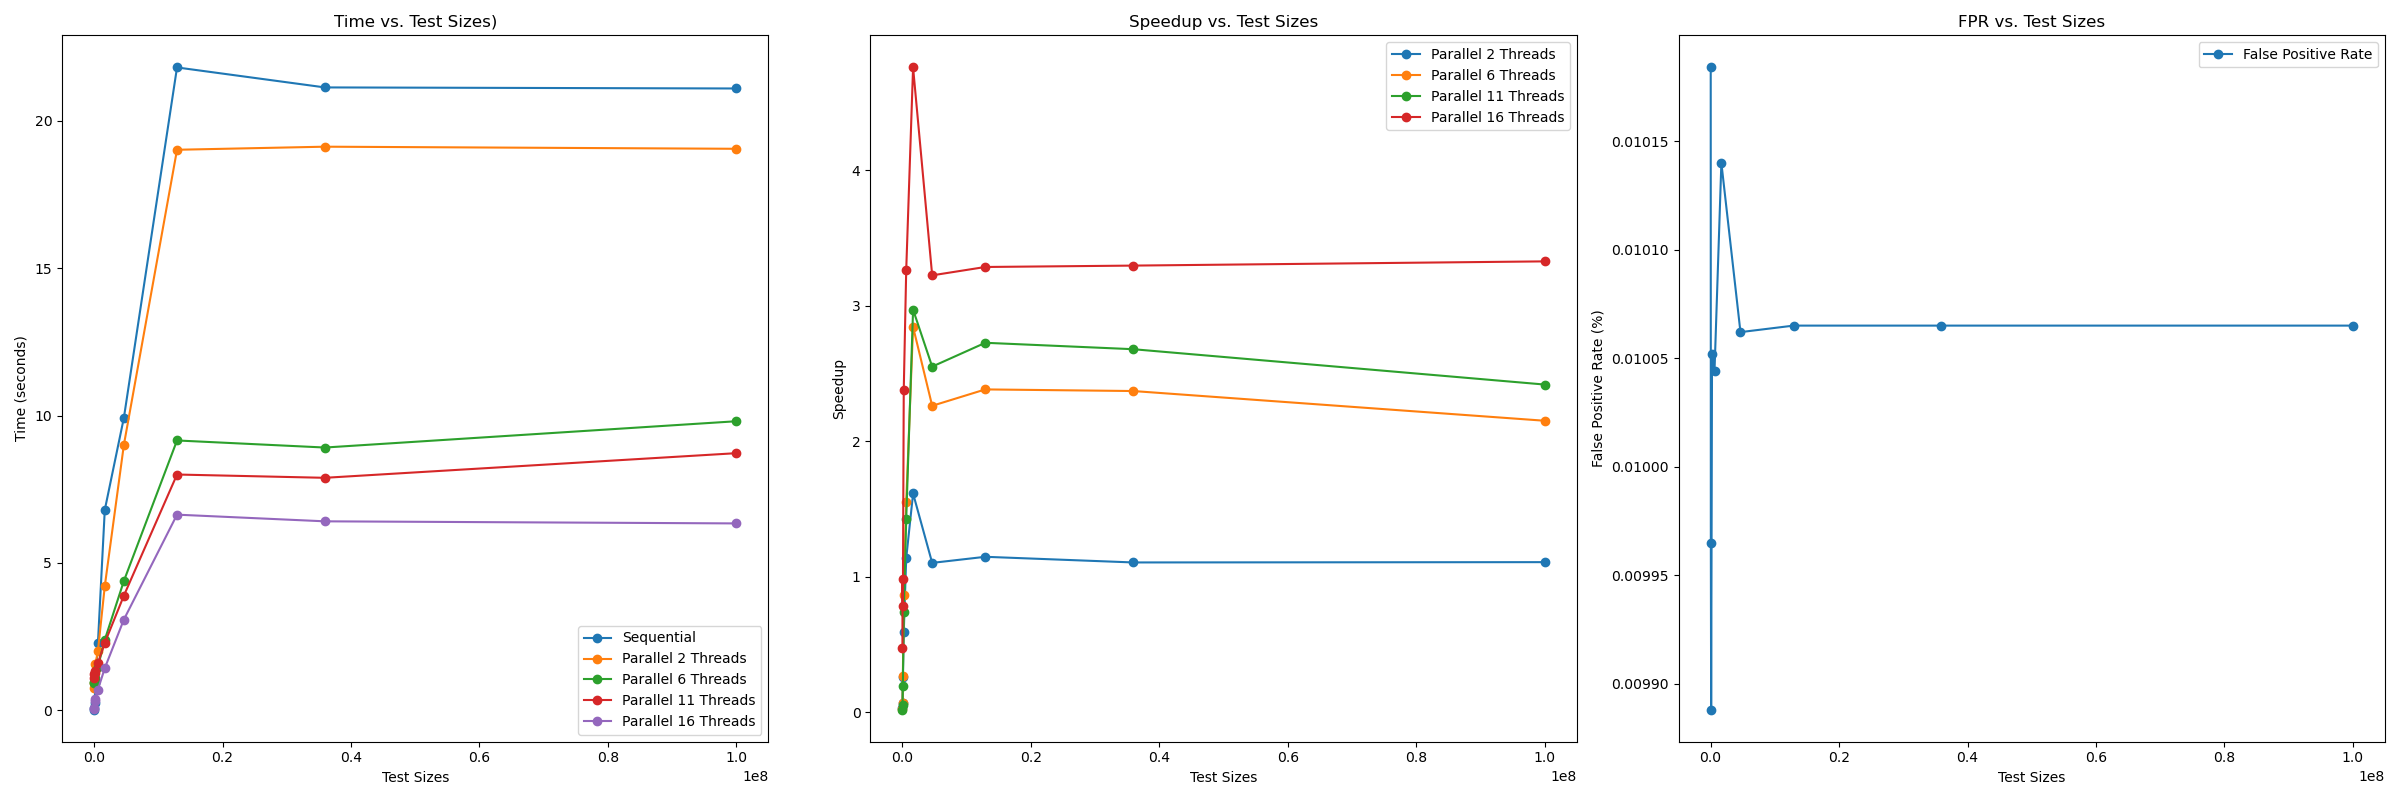 Time vs. Test Sizes)
Time (seconds)
20
15
10
5
0
0.0 0.2 0.4 0.6 0.8 1.0
1e8
Test Sizes
Sequential
Parallel 2 Threads
Parallel 6 Threads
Parallel 11 Threads
Parallel 16 Threads
Speedup vs. Test Sizes
Speedup
4
3
2
1
0
0.0 0.2 0.4 0.6 0.8 1.0
1e8
Test Sizes
Parallel 2 Threads
Parallel 6 Threads
Parallel 11 Threads
Parallel 16 Threads
FPR vs. Test Sizes
False Positive Rate (%)
0.01015
0.01010
0.01005
0.01000
0.00995
0.00990
0.0 0.2 0.4 0.6 0.8 1.0
1e8
Test Sizes
False Positive Rate